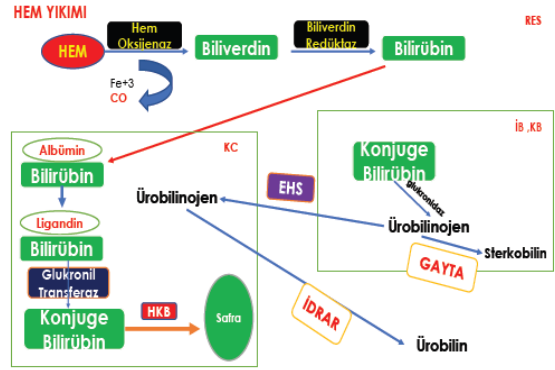 HEM YIKIMI
RES
HEM
Hem
Oksijenaz
Biliverdin
Biliverdin
Redüktaz
Bilirübin
Fe+3
CO
KC
Albümin
Bilirübin
Ligandin
Bilirübin
Glukronil
Transferaz
Konjuge
Bilirübin
HKB
Safra
Ürobilinojen
EHS
İDRAR
Ürobilin
İB ,KB
Konjuge
Bilirübin
glukronidaz
Ürobilinojen
Sterkobilin
GAYTA